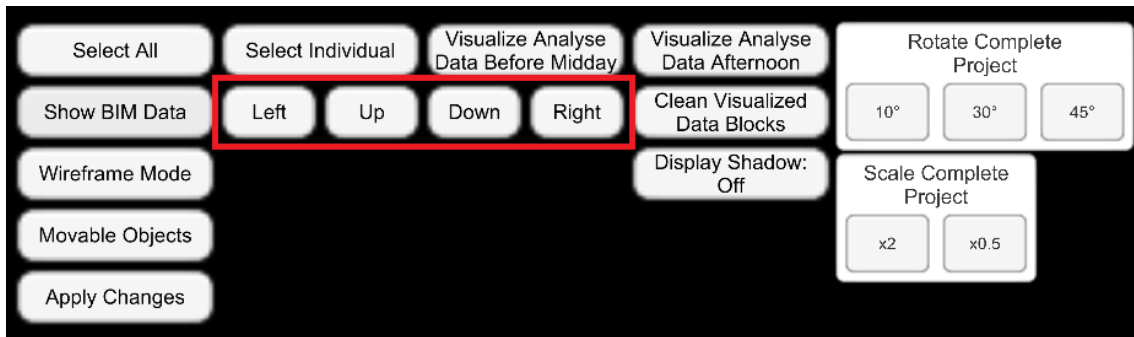 Select All
Select Individual
Visualize Analyse
Data Before Midday
Visualize Analyse
Data Afternoon
Rotate Complete
Project
10°
30°
45°
Show BIM Data
Left
Up
Down
Right
Clean Visualized
Data Blocks
Wireframe Mode
Display Shadow:
Off
Scale Complete
Project
x2
x0.5
Movable Objects
Apply Changes